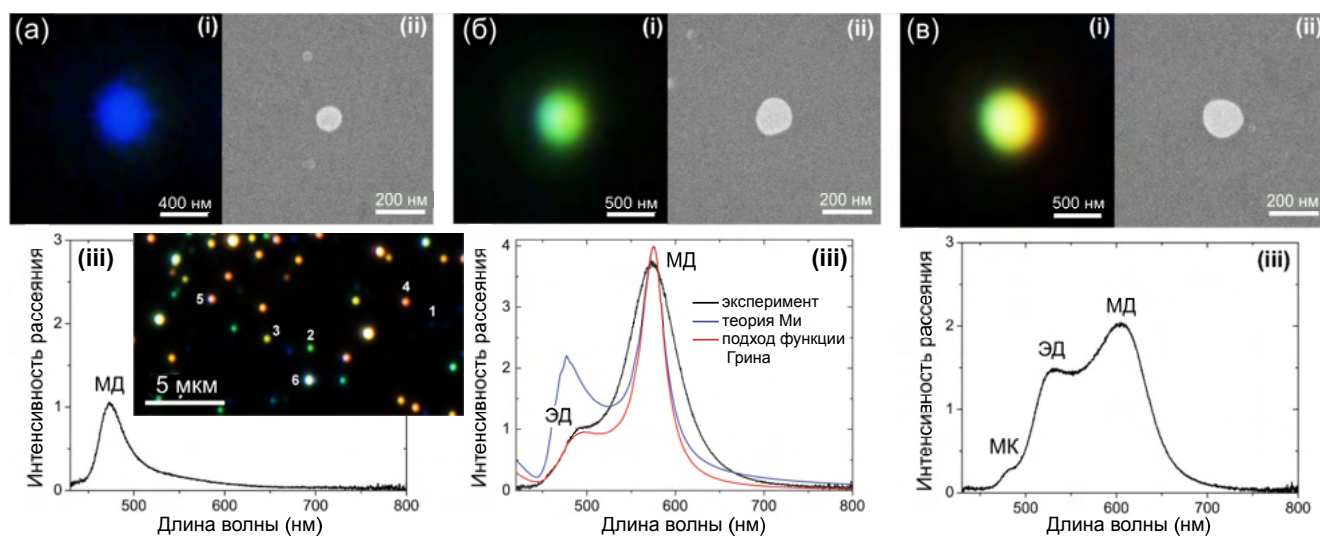 (а) (i) (ii)
400 нм 200 нм
(б) (i) (ii)
500 нм 200 нм
(в) (i) (ii)
500 нм 200 нм
Интенсивность рассеяния
3
2
1
0
(iii)
МД
5 4 1
3 2
6
5 мкм
500 600 700 800
Длина волны (нм)
Интенсивность рассеяния
4
3
2
1
0
(iii)
МД
ЭД
эксперимент
теория Ми
подход функции
Грина
500 600 700 800
Длина волны (нм)
Интенсивность рассеяния
3
2
1
0
(iii)
МК
ЭД
МД
500 600 700 800
Длина волны (нм)